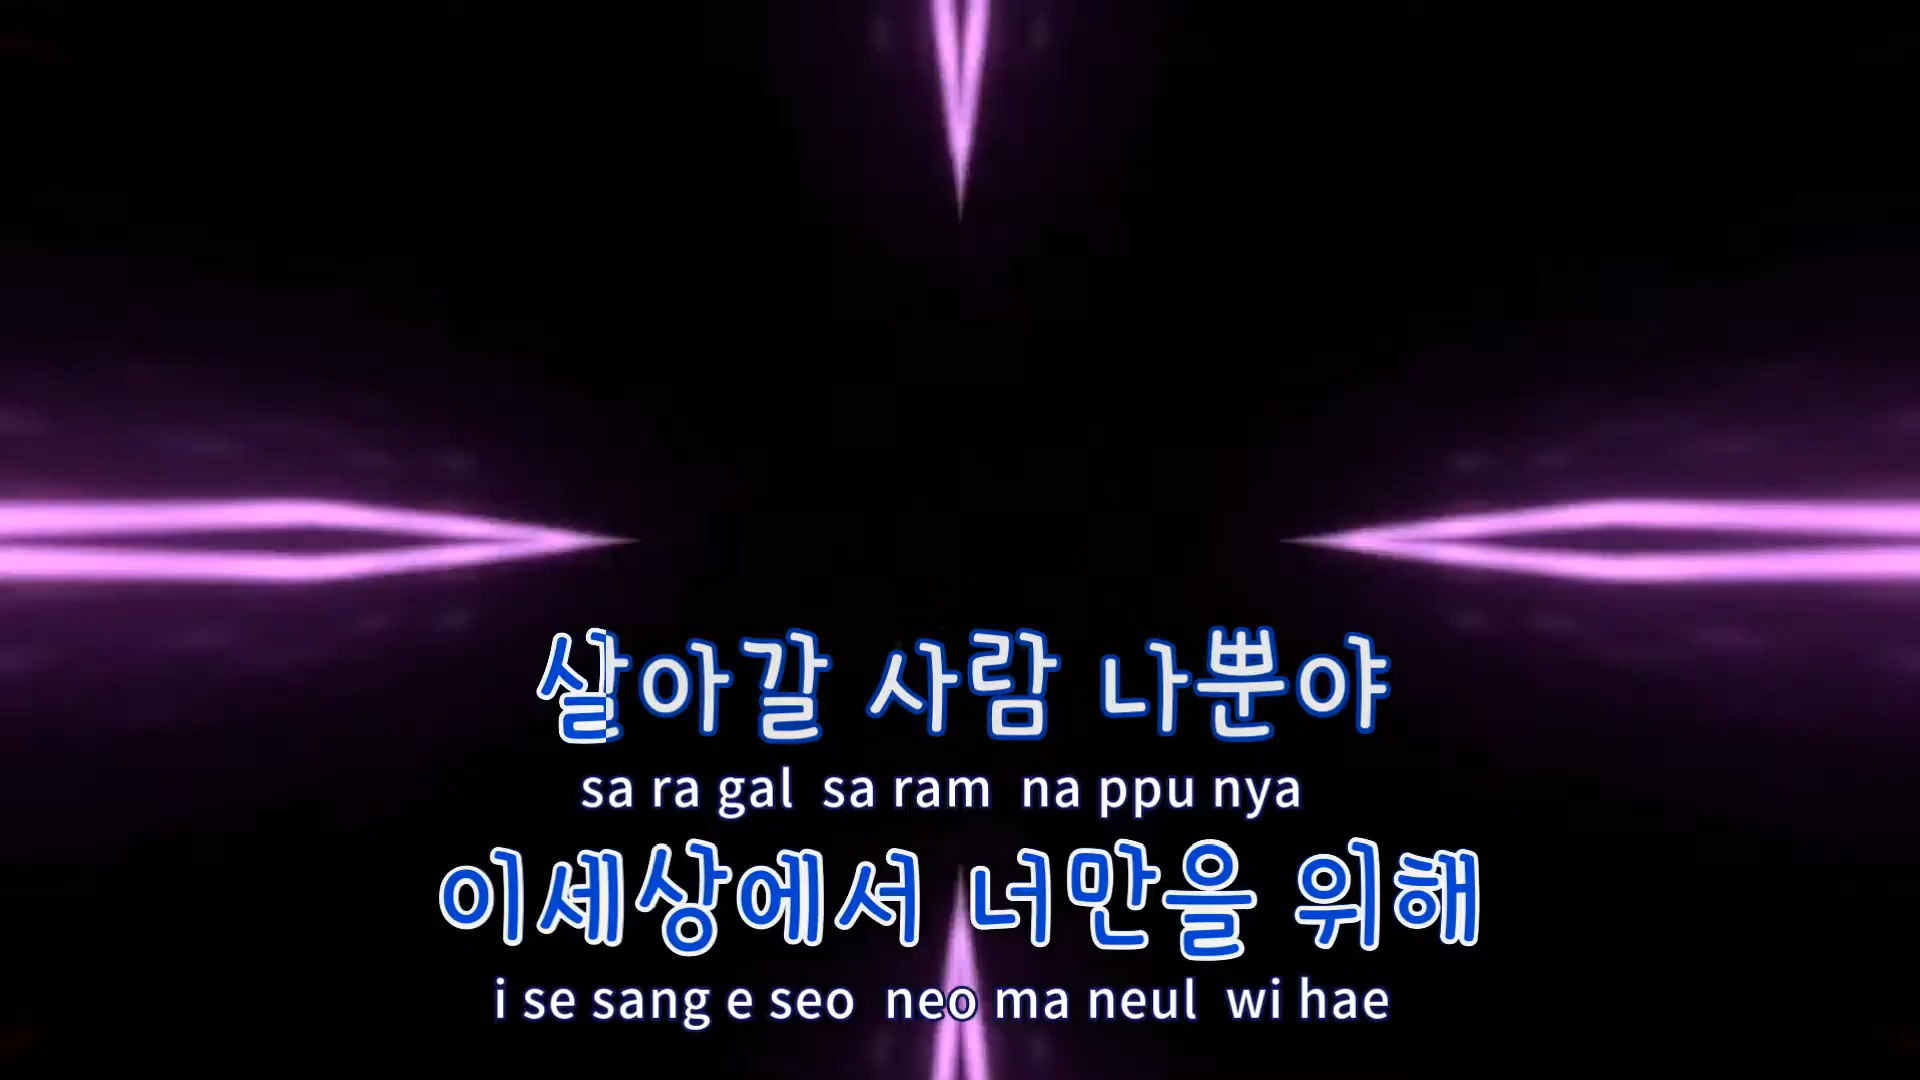 살아갈 사람 나뿐야
sa ra gal sa ram na ppu nya
이세상에서 너만을 위해
i se sang e seo neo ma neul wi hae